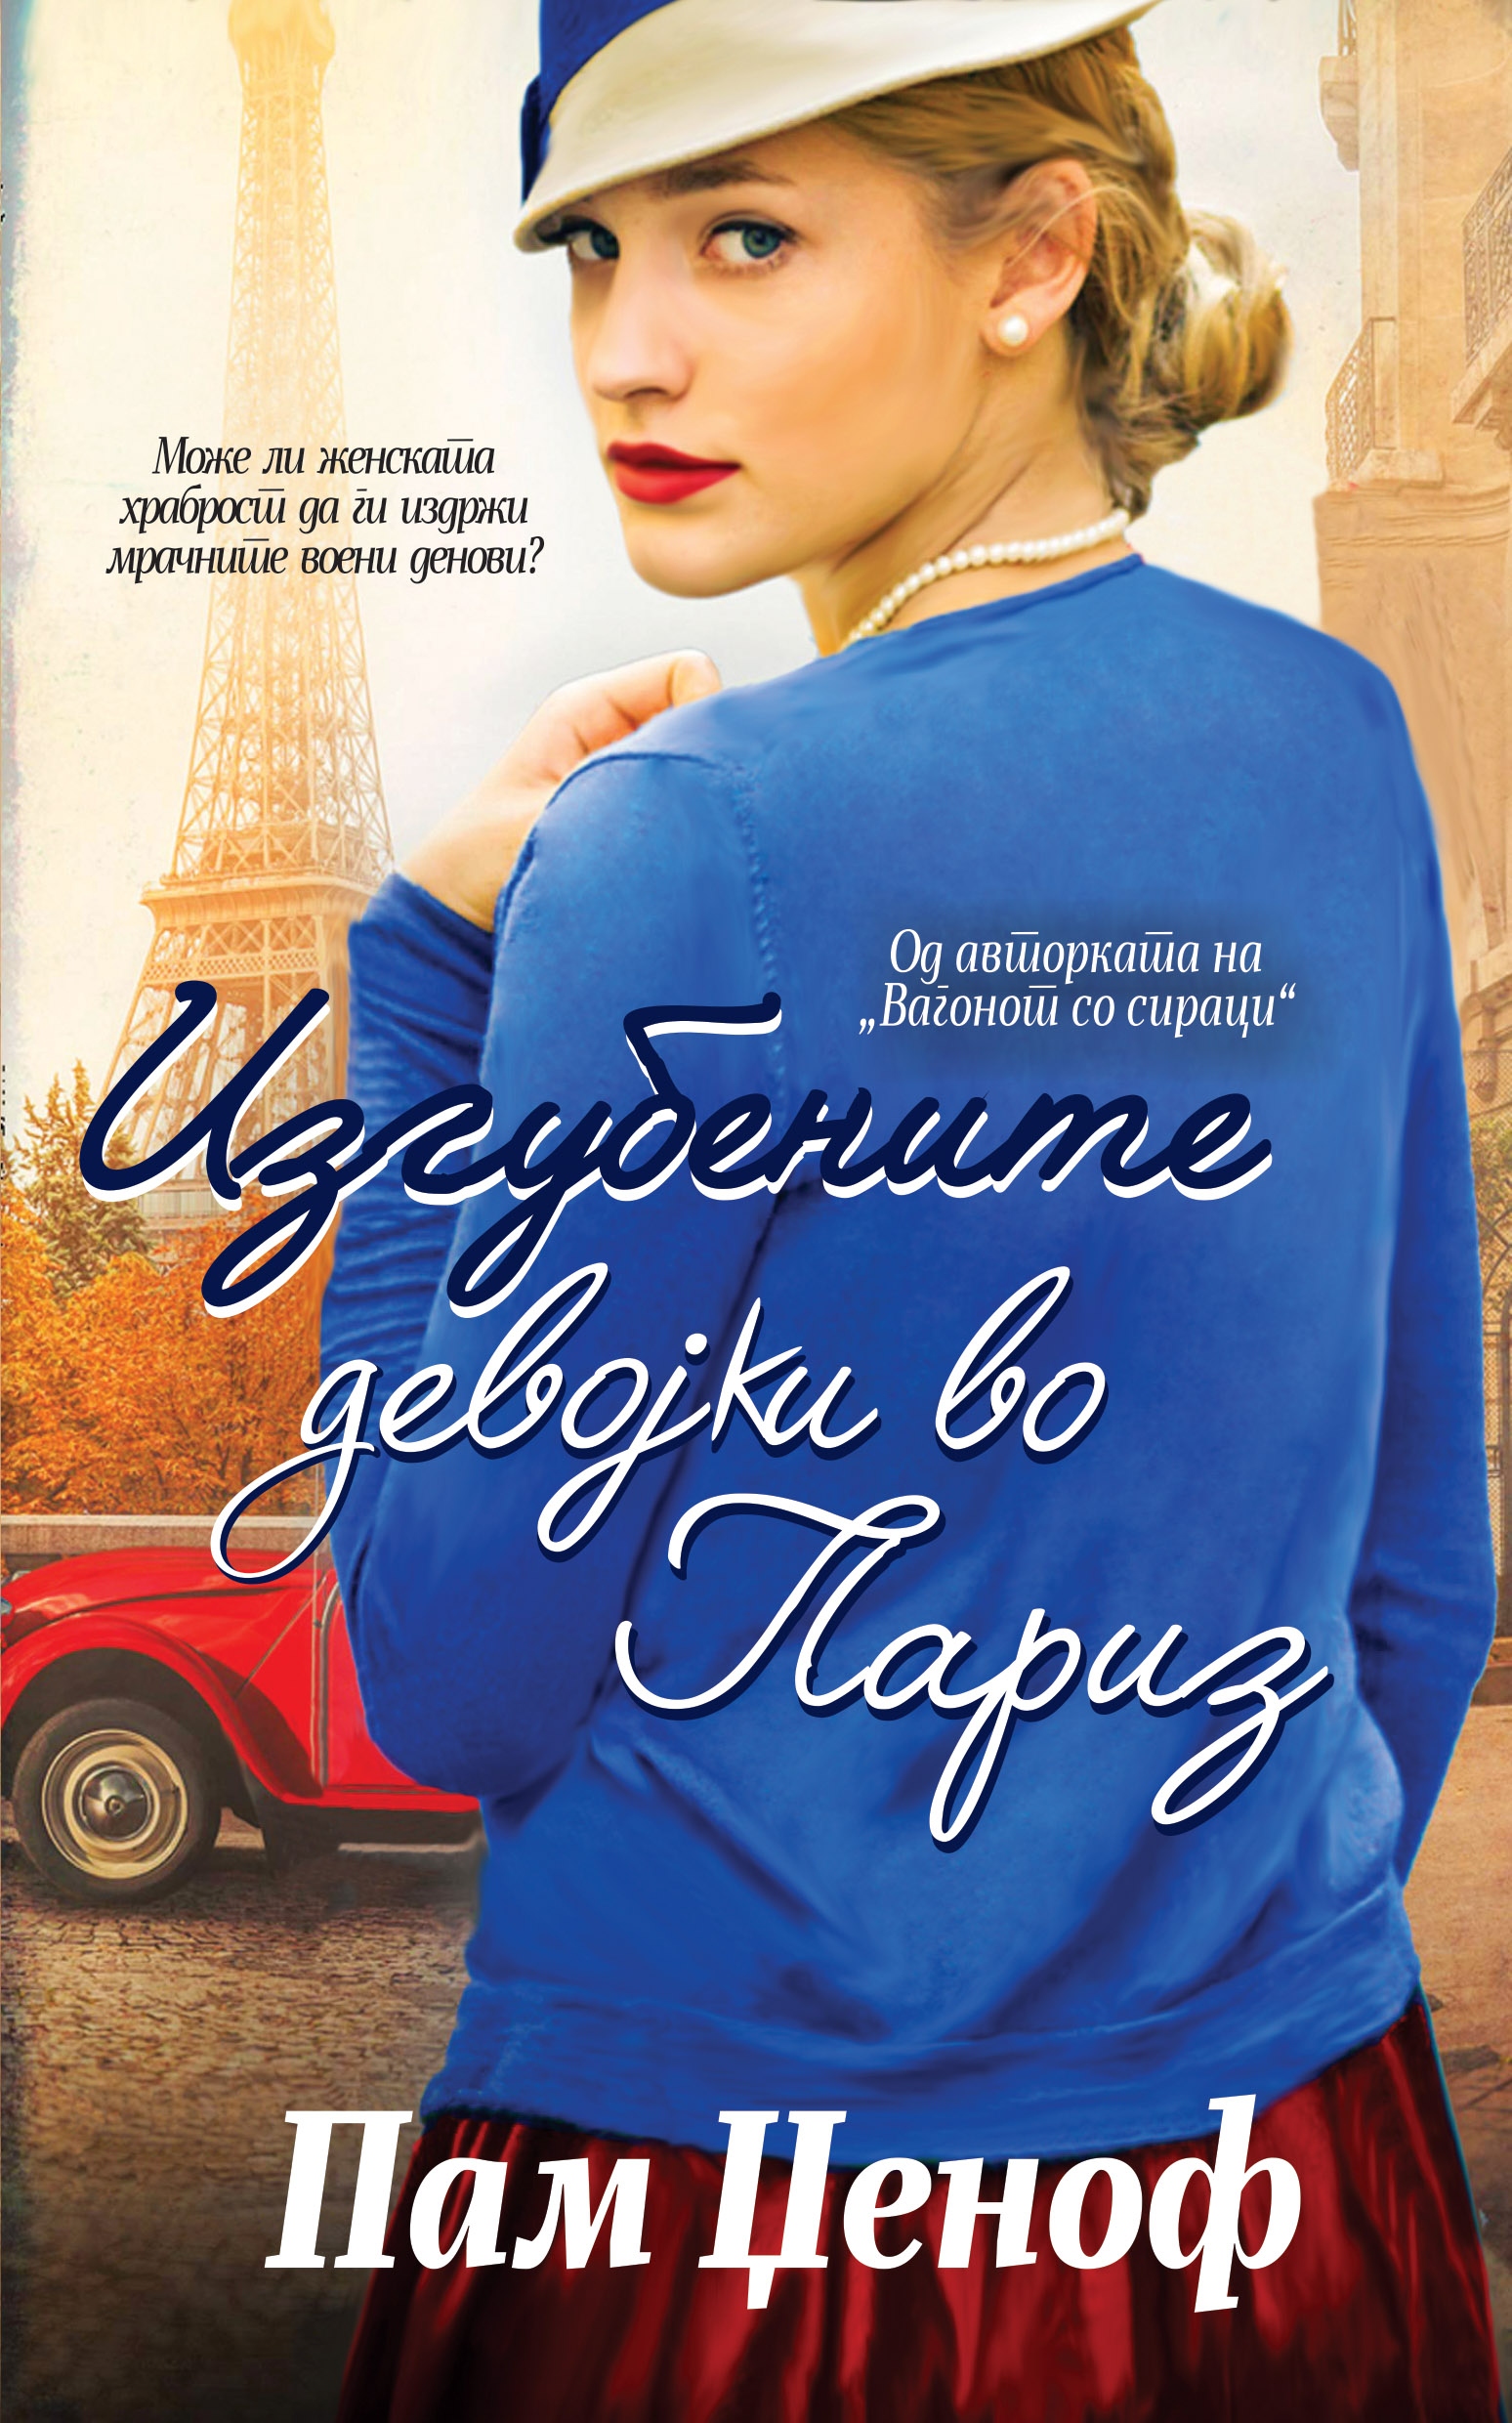 Може ли женската
храброст да ги издржи
мрачните воени денови?
Од авторката на
„Вагонот со сираци“
Изгубените
девојки во
Париз
Пам Џеноф